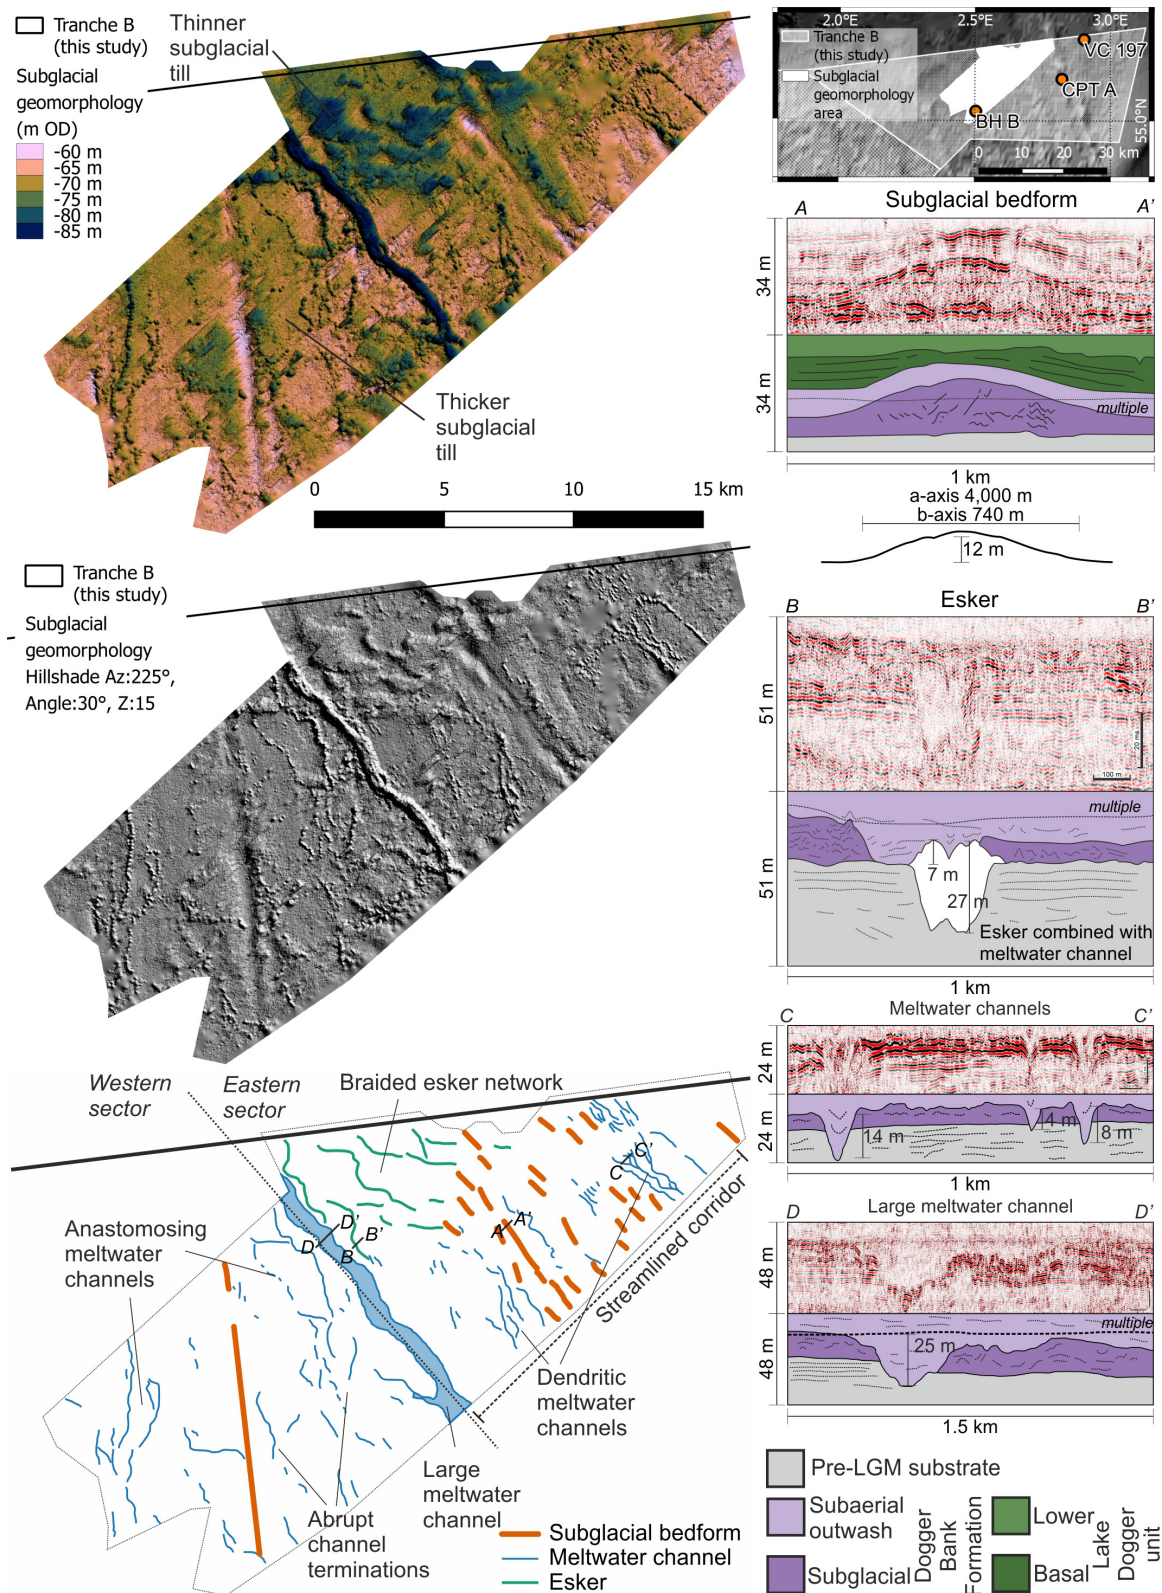 Tranche B
(this study)
Subglacial
geomorphology
(m OD)
-60 m
-65 m
-70 m
-75 m
-80 m
-85 m
Thinner
subglacial
till
Thicker
subglacial
till
0 5 10 15 km
Tranche B
(this study)
Subglacial
geomorphology
Hillshade Az:225°,
Angle:30°, Z:15
Western
sector
Eastern
sector
Braided esker network
Anastomosing
meltwater
channels
D'
D
B'
B
A
A'
C
C'
Streamlined corridor
Dendritic
meltwater
channels
Large
meltwater
channel
Abrupt
channel
terminations
Subglacial bedform
Meltwater channel
Esker
2.0°E 2.5°E 3.0°E
Tranche B
(this study)
Subglacial
geomorphology
area
VC 197
CPT A
BH B
55.0°N
0 10 20 30 km
A Subglacial bedform A'
34 m
34 m
multiple
1 km
a-axis 4,000 m
b-axis 740 m
12 m
B Esker B'
51 m
20 ms
100 m
51 m
multiple
7 m
27 m
Esker combined with
meltwater channel
1 km
C Meltwater channels C'
24 m
24 m
14 m
4 m
8 m
1 km
D Large meltwater channel D'
48 m
48 m
multiple
25 m
1.5 km
Pre-LGM substrate
Subaerial
outwash
Subglacial
Dogger
Bank
Formation
Lower
Basal
Lake
Dogger
unit